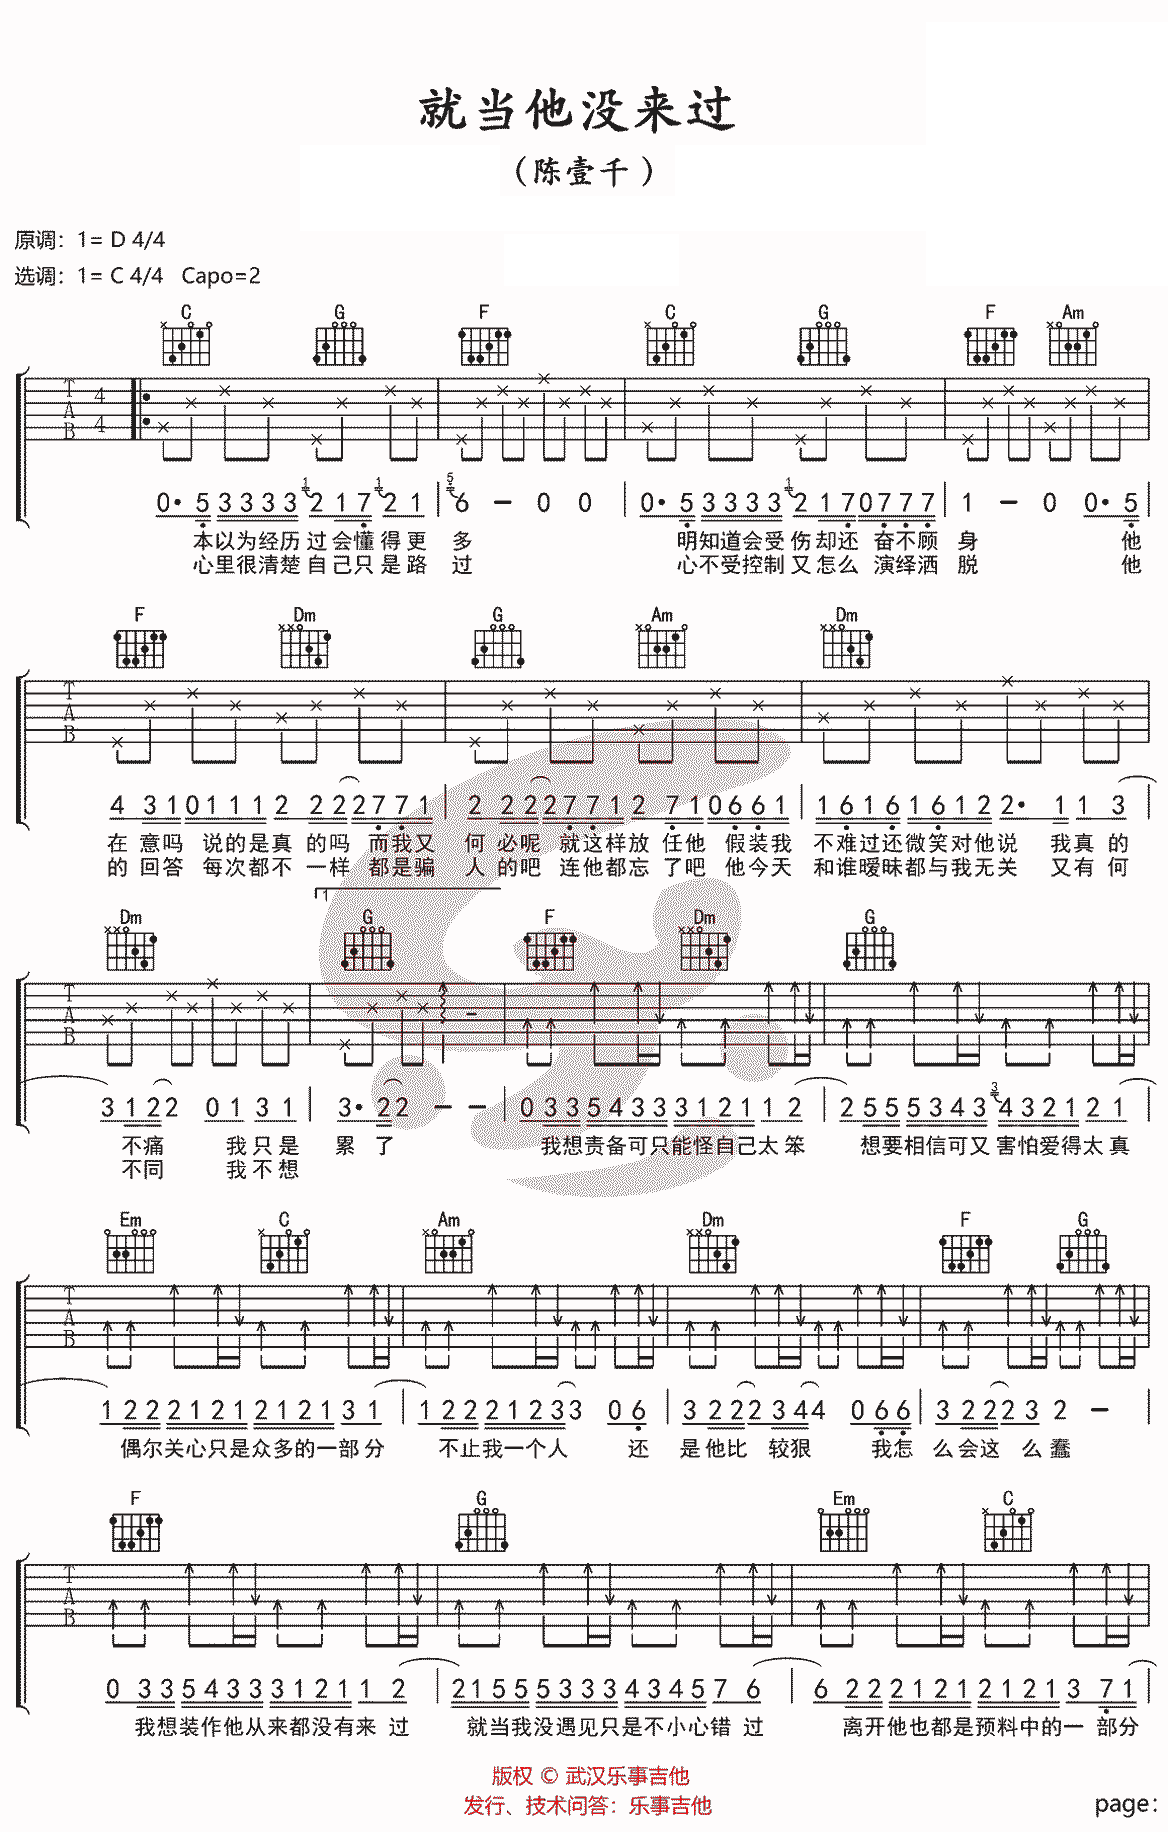 就当他没来过
（陈壹千）
原调：1= D 4/4
选调：1= C 4/4 Capo=2
C G F C G F Am
T A B 4 4
0· 5 3 3 3 3 2 1 7 2 1 6 － 0 0 0· 5 3 3 3 3 2 1 7 0 7 7 7 1 － 0 0· 5
本以为经历过会懂得更多 明知道会受伤却还奋不顾身 他
心里很清楚自己只是路过 心不受控制又怎么演绎洒脱 他
F Dm G Am Dm
T A B
4 3 1 0 1 1 1 2 2 2 2 7 7 1 2 2 2 2 7 7 1 2 7 1 0 6 6 1 1 6 1 6 1 6 1 2 2· 1 1 3
在意吗 说的是真的吗 而我又何必呢 就这样放任他 假装我不难过还微笑对他说 我真的
的回答 每次都不一样 都是骗人的吧 连他都忘了吧 他今天和谁暧昧都与我无关 又有何
1
Dm G F Dm G
T A B
3 1 2 2 0 1 3 1 3· 2 2 － － 0 3 3 5 4 3 3 3 1 2 1 1 2 2 5 5 5 3 4 3 4 3 2 1 2 1
不痛 我只是累了 我想责备可只能怪自己太笨 想要相信可又害怕爱得太真
不同 我不想
Em C Am Dm F G
T A B
1 2 2 2 1 2 1 2 1 2 1 3 1 1 2 2 2 1 2 3 3 0 6 3 2 2 2 3 4 4 0 6 6 3 2 2 2 3 2 －
偶尔关心只是众多的一部分 不止我一个人 还是他比较狠 我怎么会这么蠢
F G Em C
T A B
0 3 3 5 4 3 3 3 1 2 1 1 2 2 1 5 5 5 3 3 3 4 3 4 5 7 6 6 2 2 2 1 2 1 2 1 2 1 3 7 1
我想装作他从来都没有来过 就当我没遇见只是不小心错过 离开他也都是预料中的一部分
版权 © 武汉乐事吉他
发行、技术问答：乐事吉他
page: